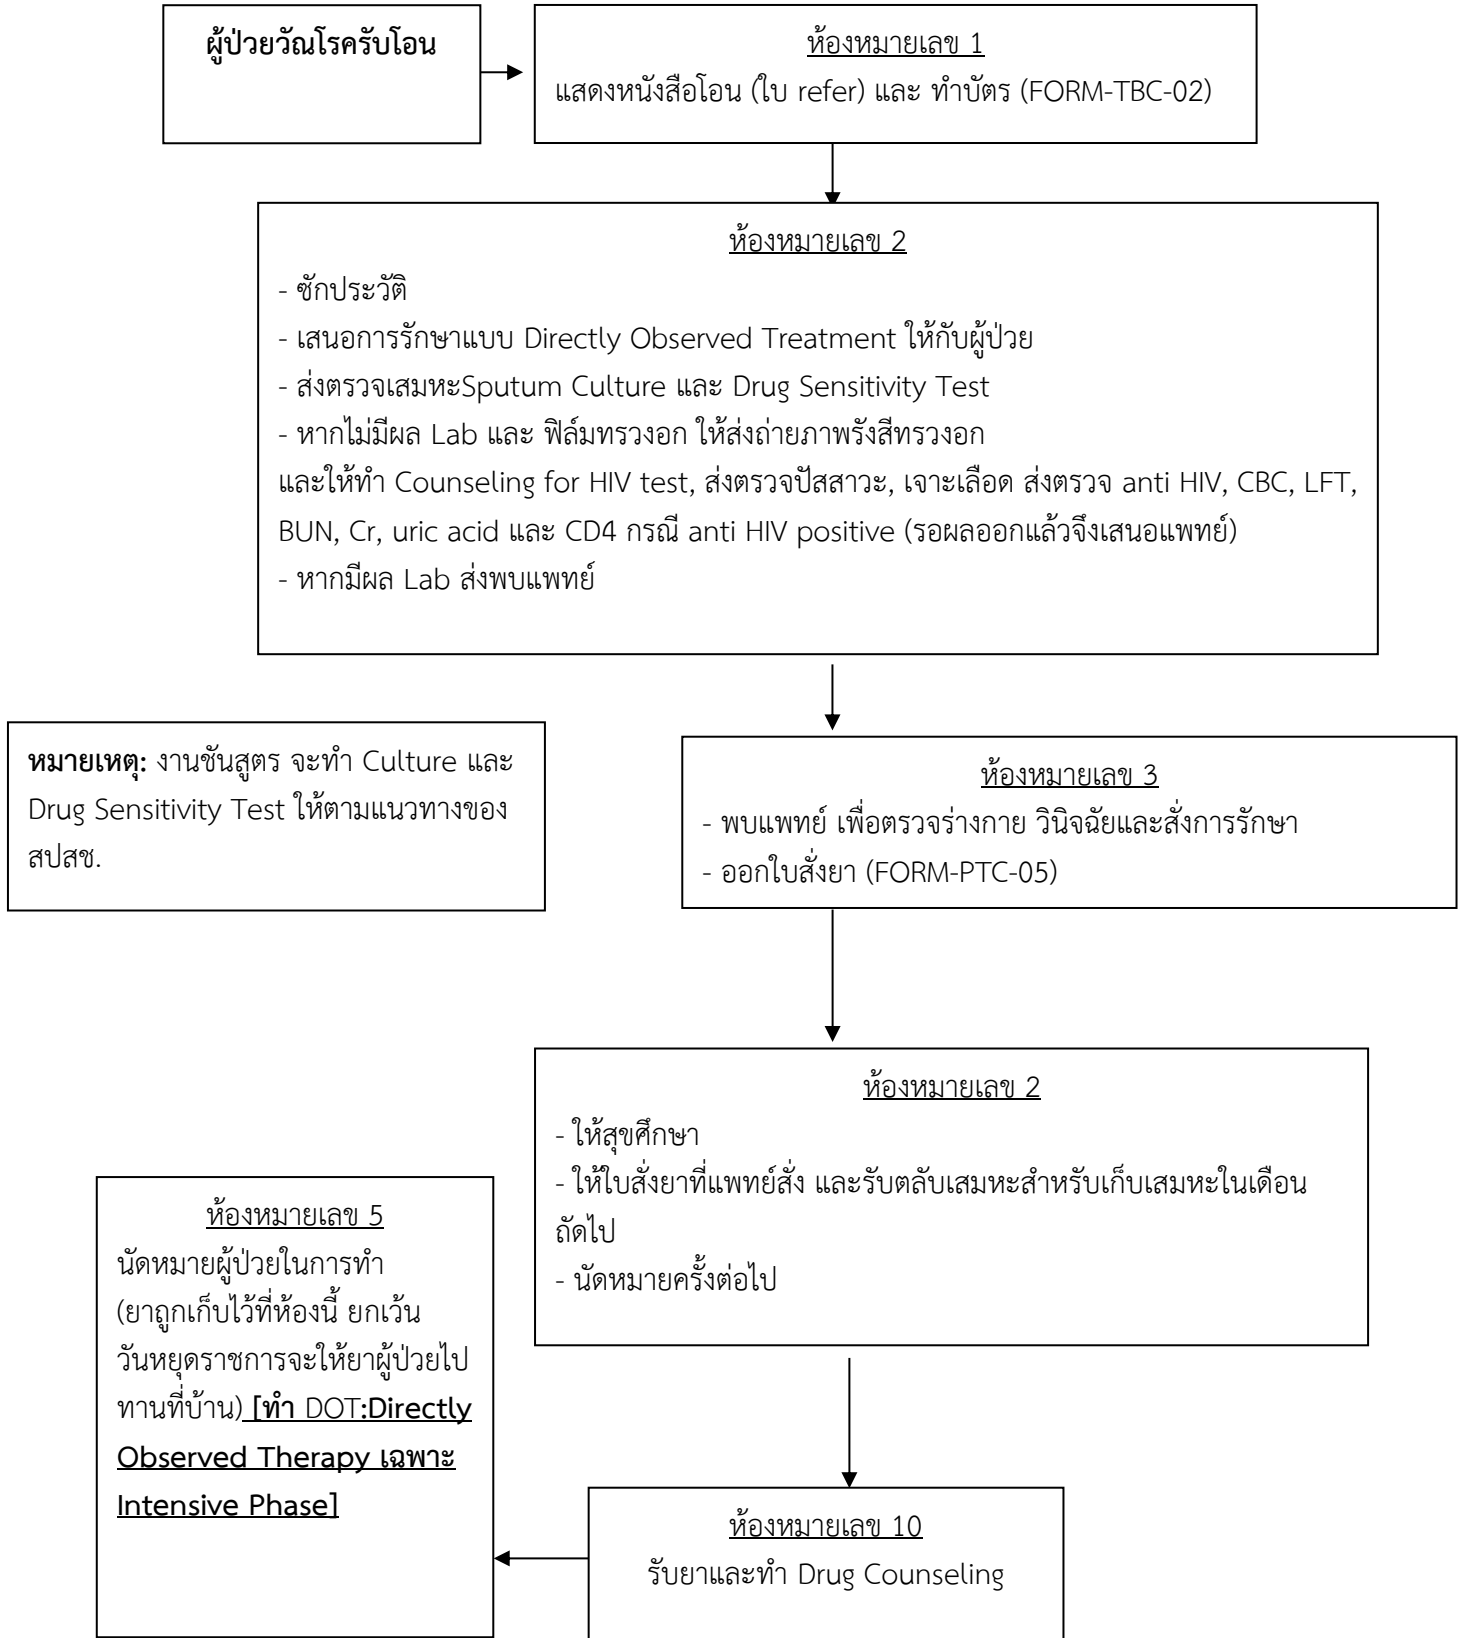 ผู้ป่วยวัณโรครับโอน
ห้องหมายเลข 1
แสดงหนังสือโอน (ใบ refer) และ ทำบัตร (FORM-TBC-02)
ห้องหมายเลข 2
- ซักประวัติ
- เสนอการรักษาแบบ Directly Observed Treatment ให้กับผู้ป่วย
- ส่งตรวจเสมหะSputum Culture และ Drug Sensitivity Test
- หากไม่มีผล Lab และ ฟิล์มทรวงอก ให้ส่งถ่ายภาพรังสีทรวงอก
และให้ทำ Counseling for HIV test, ส่งตรวจปัสสาวะ, เจาะเลือด ส่งตรวจ anti HIV, CBC, LFT,
BUN, Cr, uric acid และ CD4 กรณี anti HIV positive (รอผลออกแล้วจึงเสนอแพทย์)
- หากมีผล Lab ส่งพบแพทย์
หมายเหตุ: งานชันสูตร จะทำ Culture และ
Drug Sensitivity Test ให้ตามแนวทางของ
สปสช.
ห้องหมายเลข 3
- พบแพทย์ เพื่อตรวจร่างกาย วินิจฉัยและสั่งการรักษา
- ออกใบสั่งยา (FORM-PTC-05)
ห้องหมายเลข 2
- ให้สุขศึกษา
- ให้ใบสั่งยาที่แพทย์สั่ง และรับตลับเสมหะสำหรับเก็บเสมหะในเดือน
ถัดไป
- นัดหมายครั้งต่อไป
ห้องหมายเลข 5
นัดหมายผู้ป่วยในการทำ
(ยาถูกเก็บไว้ที่ห้องนี้ ยกเว้น
วันหยุดราชการจะให้ยาผู้ป่วยไป
ทานที่บ้าน) [ทำ DOT:Directly
Observed Therapy เฉพาะ
Intensive Phase]
ห้องหมายเลข 10
รับยาและทำ Drug Counseling